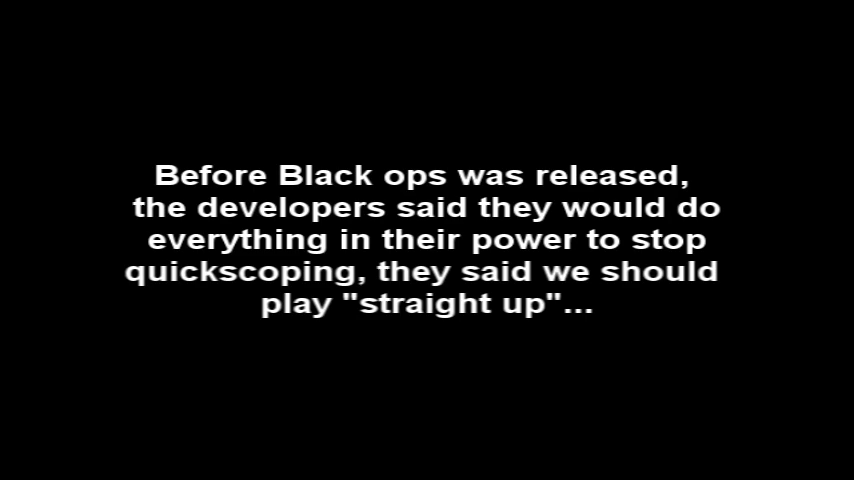 Before Black ops was released,
the developers said they would do
everything in their power to stop
quickscoping, they said we should
play "straight up"...